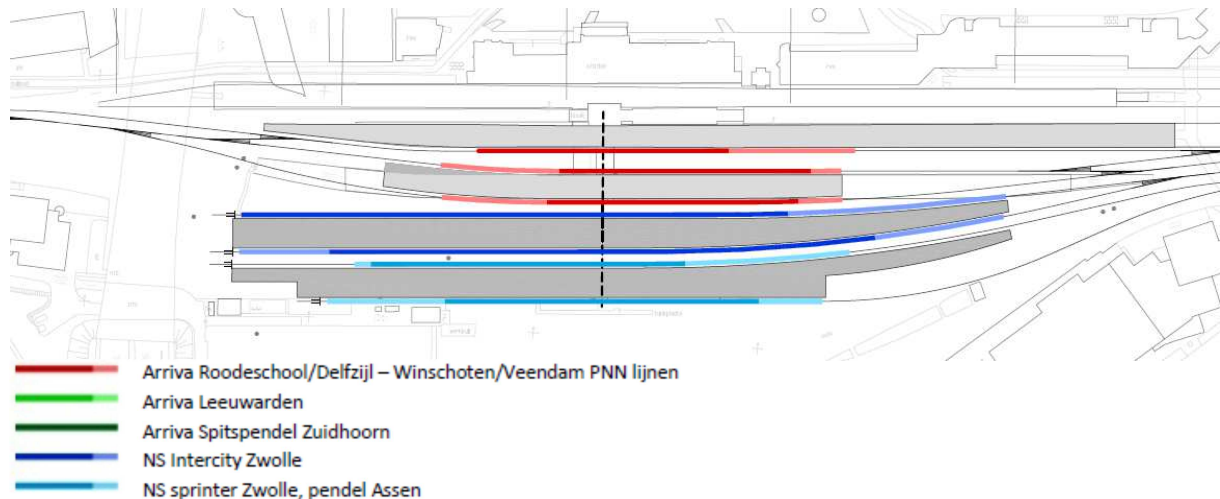 Arriva Roodeschool/Delfzijl – Winschoten/Veendam PNN lijnen
Arriva Leeuwarden
Arriva Spitspendel Zuidhoorn
NS Intercity Zwolle
NS sprinter Zwolle, pendel Assen